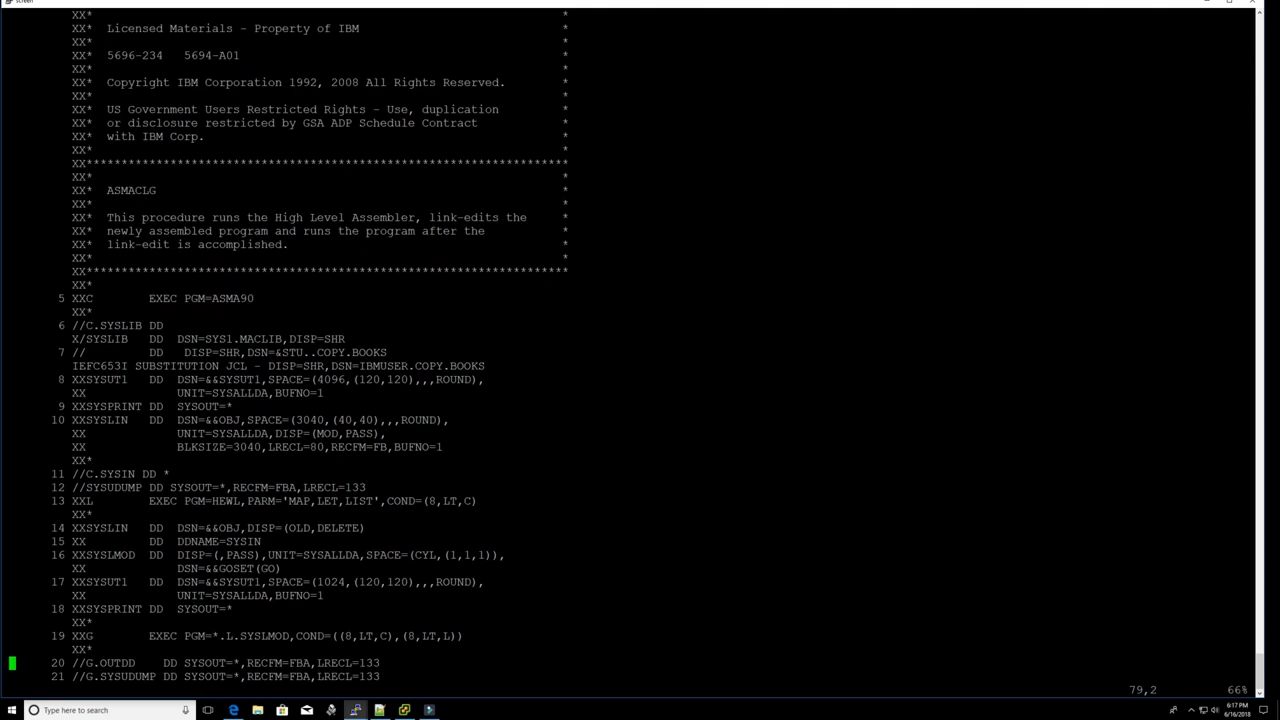 screen
XX* *
XX* Licensed Materials - Property of IBM *
XX* *
XX* 5696-234 5694-A01 *
XX* *
XX* Copyright IBM Corporation 1992, 2008 All Rights Reserved. *
XX* *
XX* US Government Users Restricted Rights - Use, duplication *
XX* or disclosure restricted by GSA ADP Schedule Contract *
XX* with IBM Corp. *
XX* *
XX********************************************************************
XX* *
XX* ASMACLG *
XX* *
XX* This procedure runs the High Level Assembler, link-edits the *
XX* newly assembled program and runs the program after the *
XX* link-edit is accomplished. *
XX* *
XX********************************************************************
XX*
5 XXC EXEC PGM=ASMA90
XX*
6 //C.SYSLIB DD
X/SYSLIB DD DSN=SYS1.MACLIB,DISP=SHR
7 // DD DISP=SHR,DSN=&STU..COPY.BOOKS
IEFC653I SUBSTITUTION JCL - DISP=SHR,DSN=IBMUSER.COPY.BOOKS
8 XXSYSUT1 DD DSN=&&SYSUT1,SPACE=(4096,(120,120),,,ROUND),
XX UNIT=SYSALLDA,BUFNO=1
9 XXSYSPRINT DD SYSOUT=*
10 XXSYSLIN DD DSN=&&OBJ,SPACE=(3040,(40,40),,,ROUND),
XX UNIT=SYSALLDA,DISP=(MOD,PASS),
XX BLKSIZE=3040,LRECL=80,RECFM=FB,BUFNO=1
XX*
11 //C.SYSIN DD *
12 //SYSUDUMP DD SYSOUT=*,RECFM=FBA,LRECL=133
13 XXL EXEC PGM=HEWL,PARM='MAP,LET,LIST',COND=(8,LT,C)
XX*
14 XXSYSLIN DD DSN=&&OBJ,DISP=(OLD,DELETE)
15 XX DD DDNAME=SYSIN
16 XXSYSLMOD DD DISP=(,PASS),UNIT=SYSALLDA,SPACE=(CYL,(1,1,1)),
XX DSN=&&GOSET(GO)
17 XXSYSUT1 DD DSN=&&SYSUT1,SPACE=(1024,(120,120),,,ROUND),
XX UNIT=SYSALLDA,BUFNO=1
18 XXSYSPRINT DD SYSOUT=*
XX*
19 XXG EXEC PGM=*.L.SYSLMOD,COND=((8,LT,C),(8,LT,L))
XX*
20 //G.OUTDD DD SYSOUT=*,RECFM=FBA,LRECL=133
21 //G.SYSUDUMP DD SYSOUT=*,RECFM=FBA,LRECL=133
79,2 66%
Type here to search
6:17 PM
6/16/2018